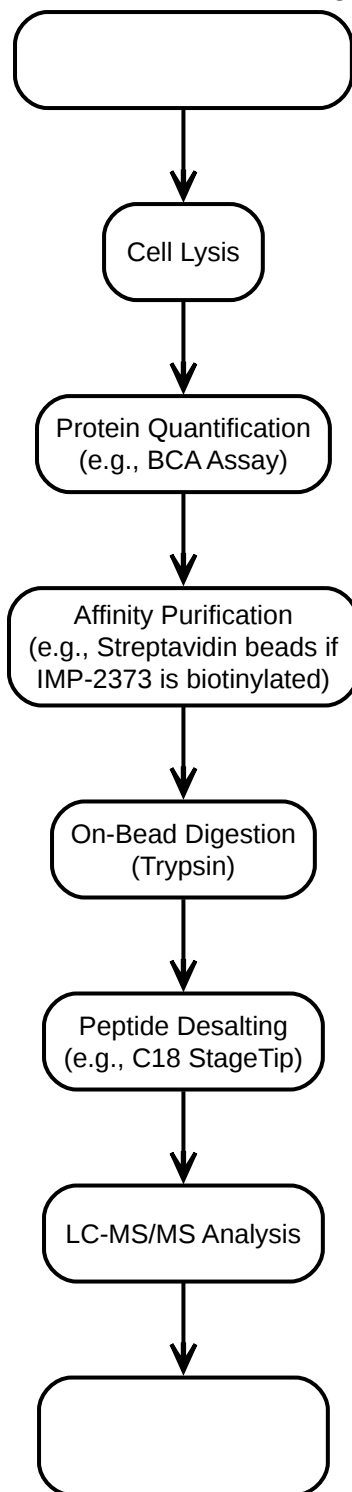 Cell Lysis
Protein Quantification
(e.g., BCA Assay)
Affinity Purification
(e.g., Streptavidin beads if
IMP-2373 is biotinylated)
On-Bead Digestion
(Trypsin)
Peptide Desalting
(e.g., C18 StageTip)
LC-MS/MS Analysis